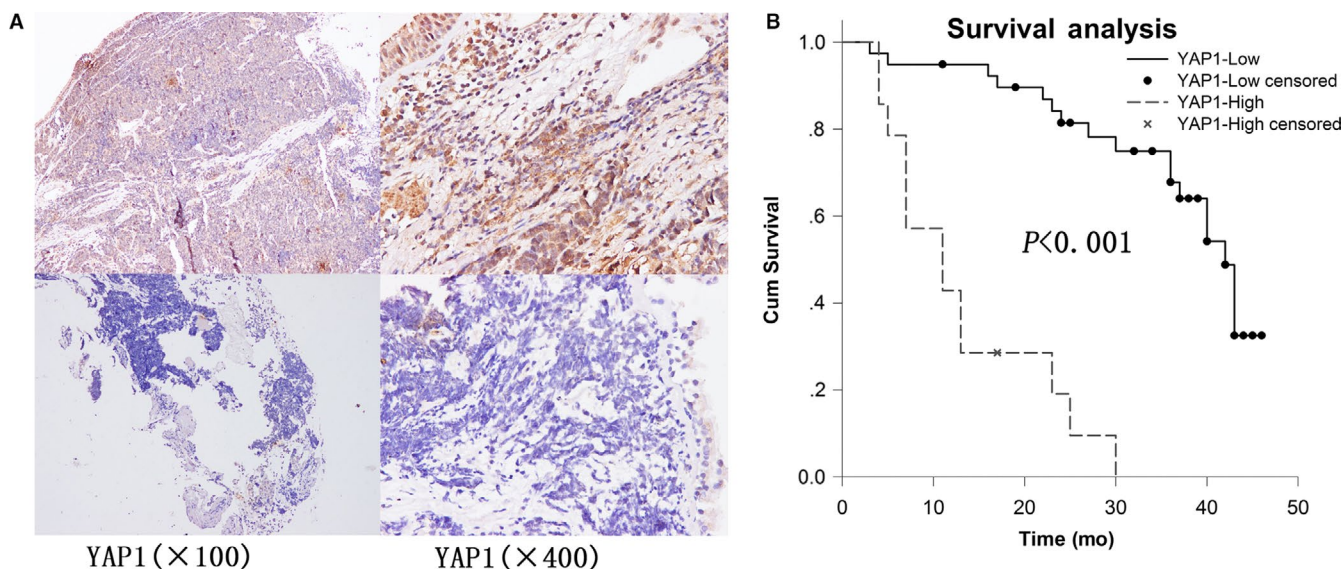 A
YAP1(×100)
YAP1(×400)
B
Survival analysis
YAP1-Low
YAP1-Low censored
YAP1-High
YAP1-High censored
P<0.001
Cum Survival
1.0
.8
.6
.4
.2
0.0
0 10 20 30 40 50
Time (mo)